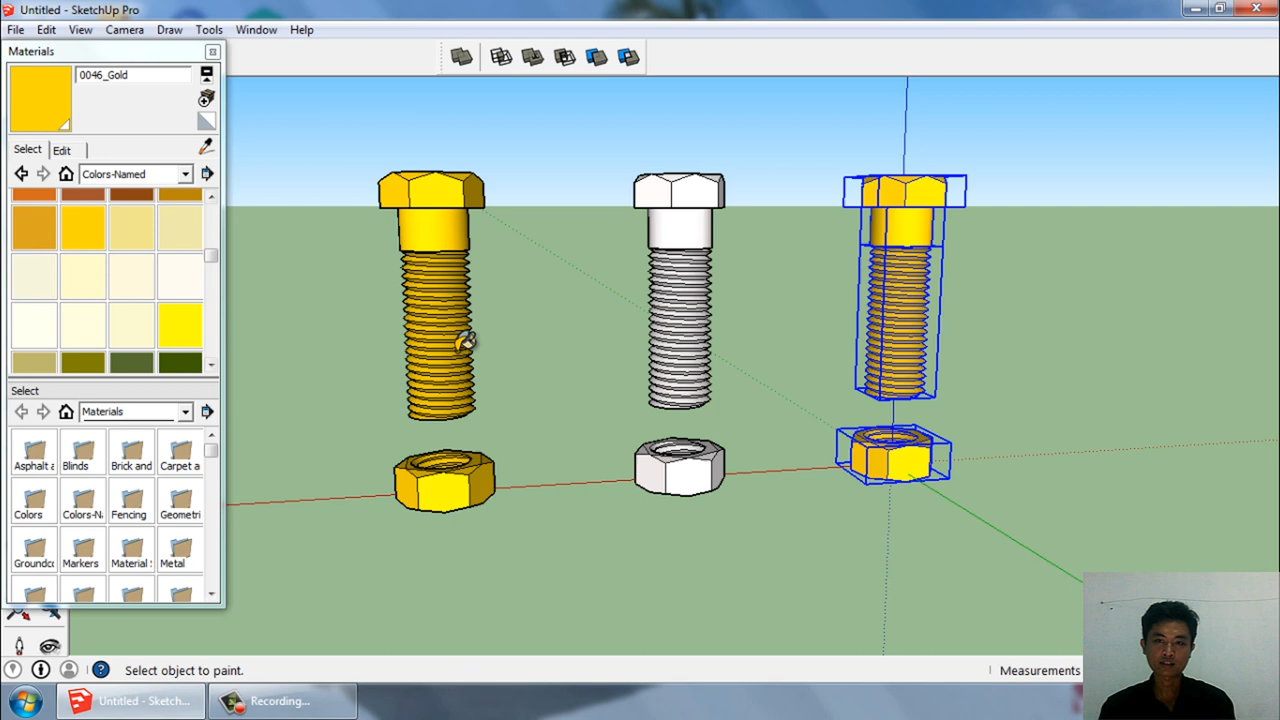 Untitled - SketchUp Pro
File Edit View Camera Draw Tools Window Help
Materials
0046_Gold
Select Edit
Colors-Named
Select
Materials
Asphalt a Blinds Brick and Carpet a
Colors Colors-Na Fencing Geometri
Groundco Markers Material S Metal
Select object to paint.
Measurements
Untitled - Sketch... Recording...